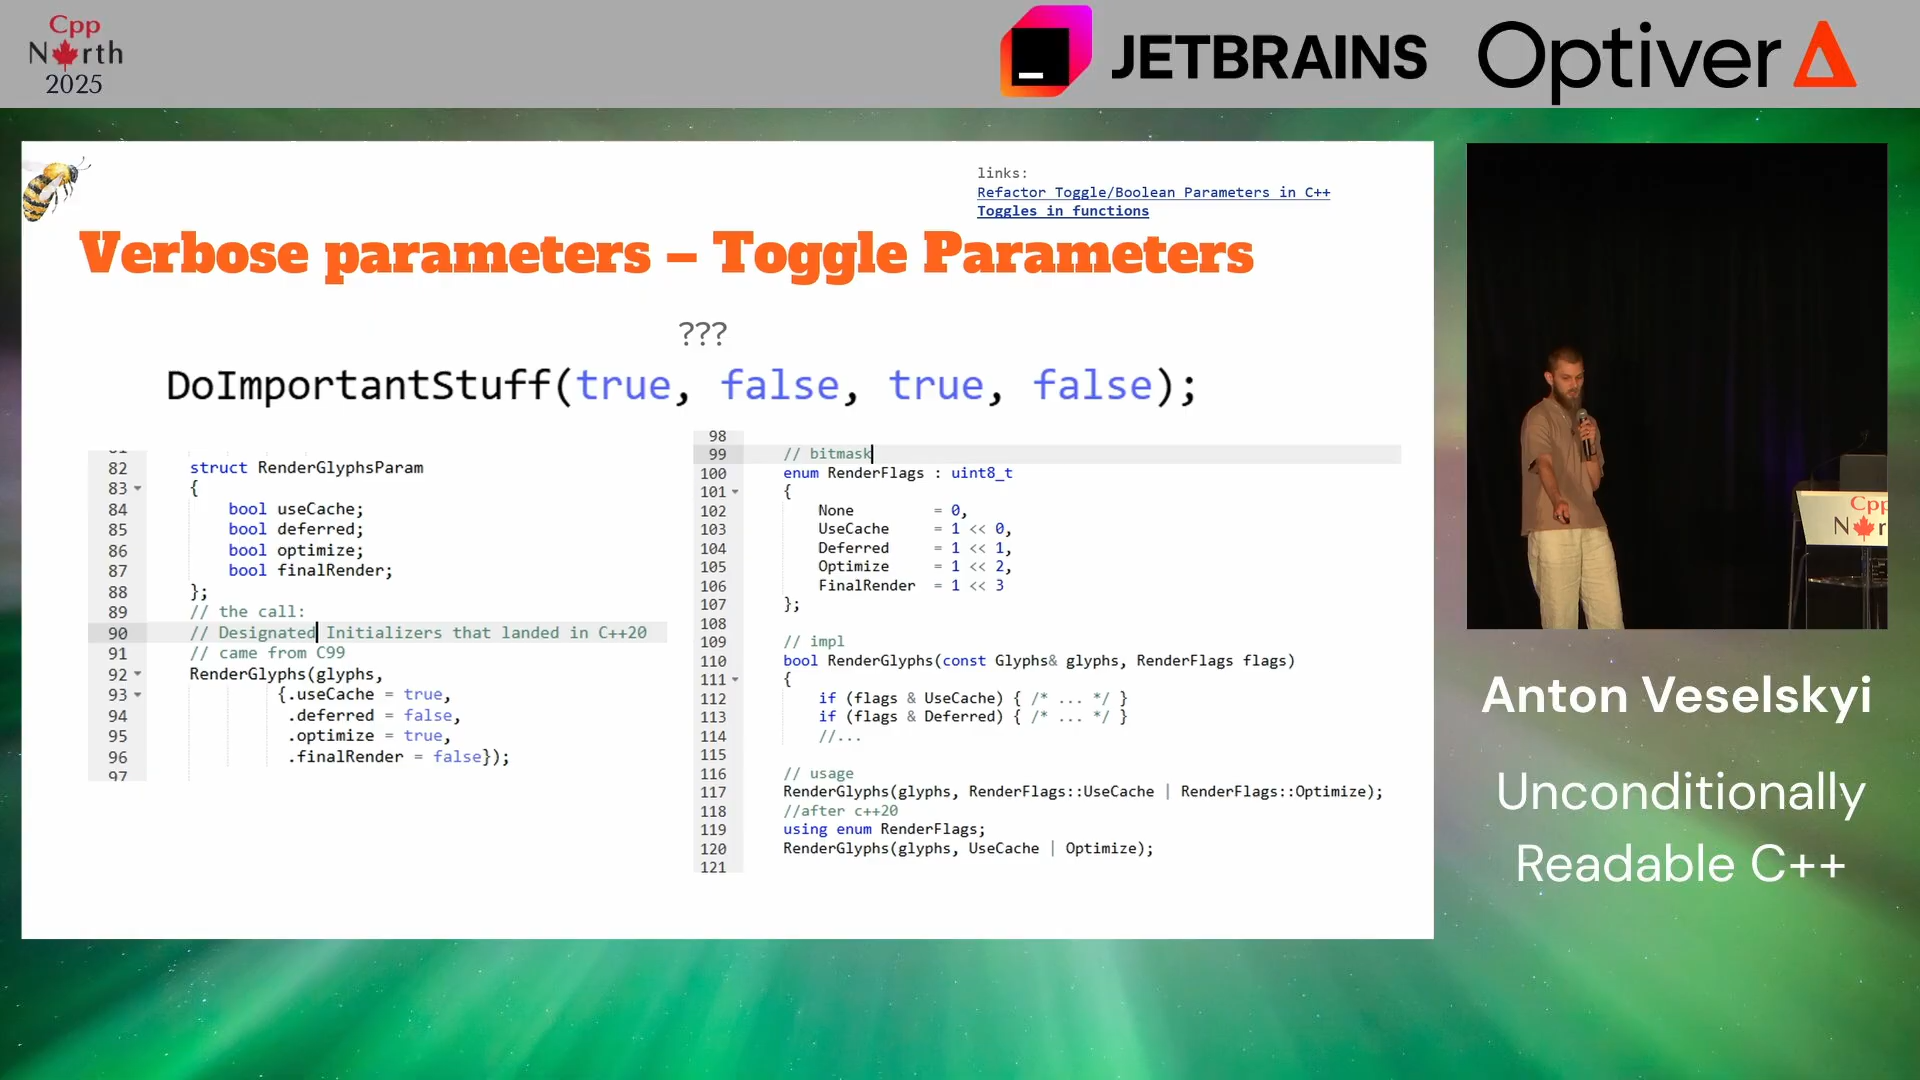 Cpp
North
2025
JETBRAINS
Optiver
links:
Refactor Toggle/Boolean Parameters in C++
Toggles in functions
Verbose parameters – Toggle Parameters
???
DoImportantStuff(true, false, true, false);
82 struct RenderGlyphsParam
83 {
84 bool useCache;
85 bool deferred;
86 bool optimize;
87 bool finalRender;
88 };
89 // the call:
90 // Designated Initializers that landed in C++20
91 // came from C99
92 RenderGlyphs(glyphs,
93 {.useCache = true,
94 .deferred = false,
95 .optimize = true,
96 .finalRender = false});
97
98
99 // bitmask
100 enum RenderFlags : uint8_t
101 {
102 None = 0,
103 UseCache = 1 << 0,
104 Deferred = 1 << 1,
105 Optimize = 1 << 2,
106 FinalRender = 1 << 3
107 };
108
109 // impl
110 bool RenderGlyphs(const Glyphs& glyphs, RenderFlags flags)
111 {
112 if (flags & UseCache) { /* ... */ }
113 if (flags & Deferred) { /* ... */ }
114 //...
115
116 // usage
117 RenderGlyphs(glyphs, RenderFlags::UseCache | RenderFlags::Optimize);
118 //after c++20
119 using enum RenderFlags;
120 RenderGlyphs(glyphs, UseCache | Optimize);
121
Cpp
Nor
Anton Veselskyi
Unconditionally
Readable C++